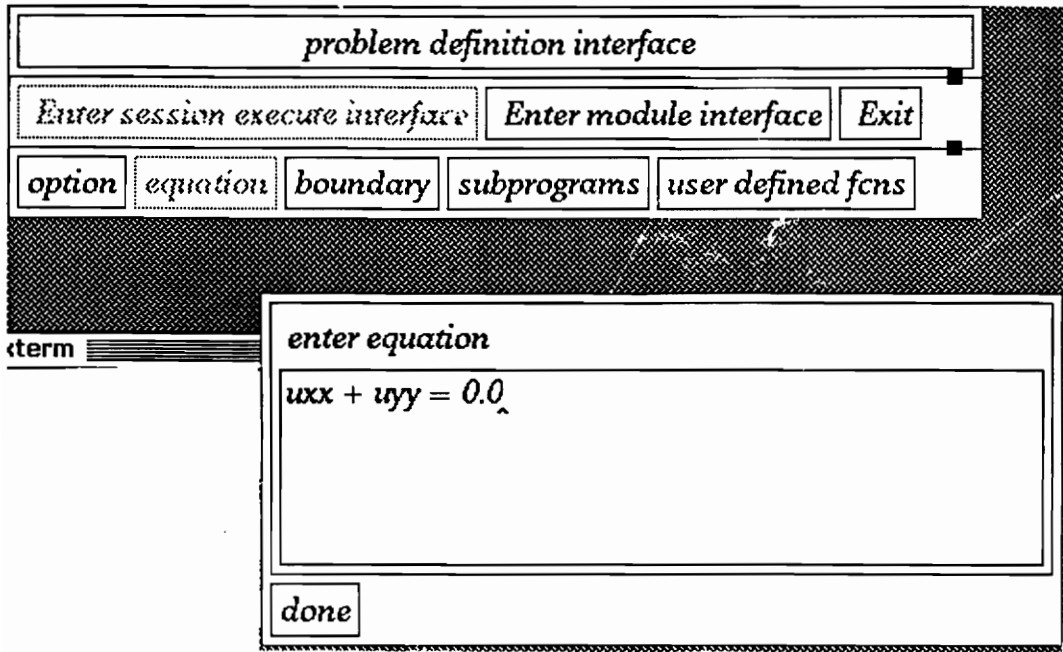 problem definition interface
Enter session execute interface Enter module interface Exit
option equation boundary subprograms user defined fcns
xterm
enter equation
uxx + uyy = 0.0
done